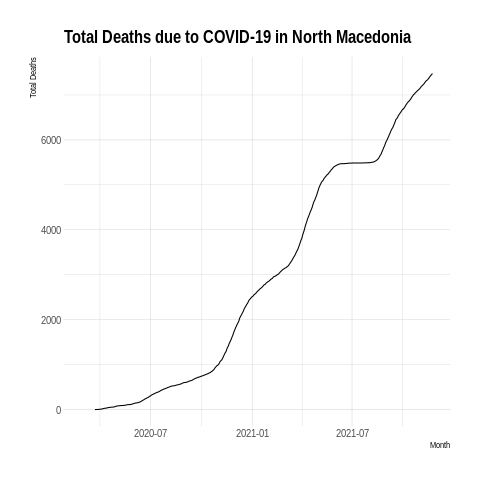 Total Deaths due to COVID-19 in North Macedonia
Total Deaths
6000
4000
2000
0
2020-07 2021-01 2021-07
Month